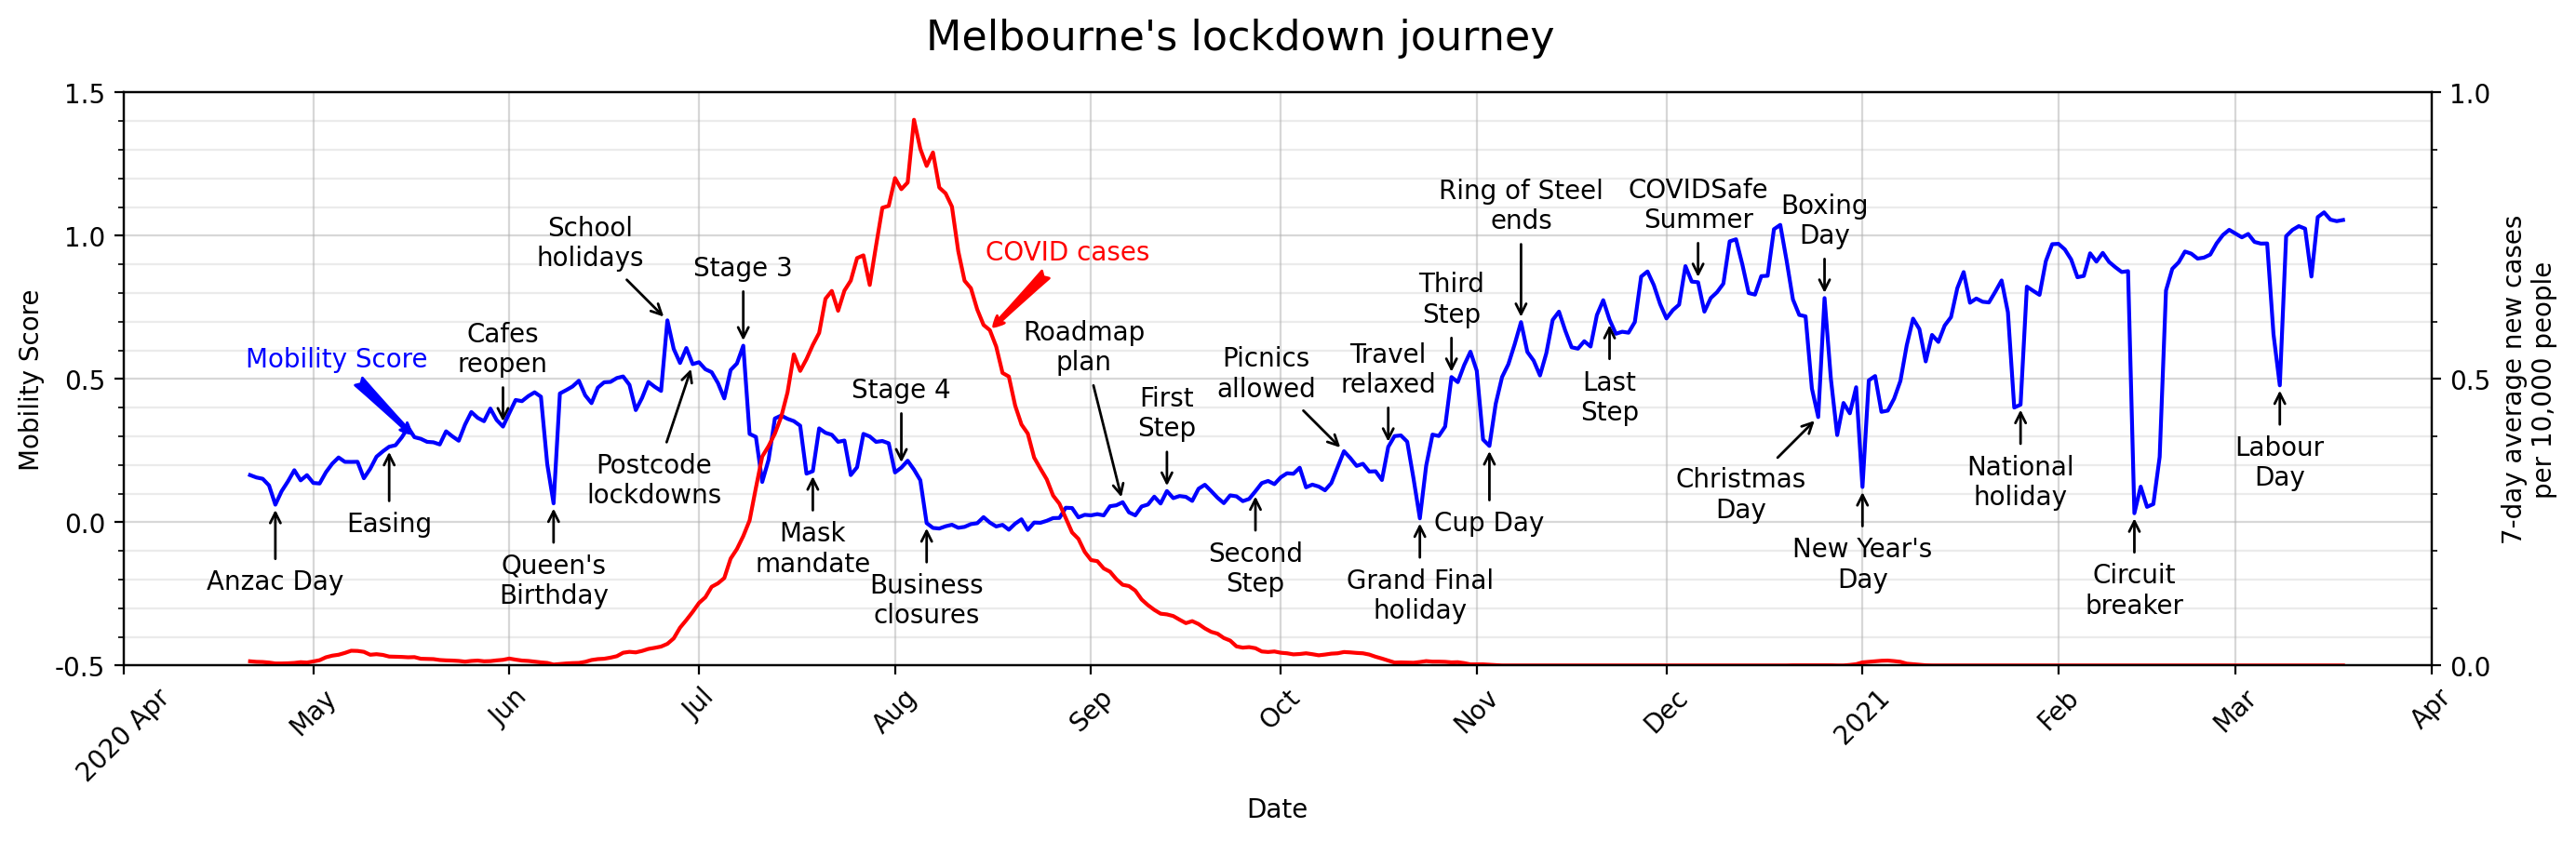 Melbourne's lockdown journey
1.5
1.0
0.5
0.0
-0.5
Mobility Score
1.0
0.5
0.0
7-day average new cases
per 10,000 people
Mobility Score
COVID cases
Anzac Day
Easing
Cafes
reopen
Queen's
Birthday
School
holidays
Postcode
lockdowns
Stage 3
Mask
mandate
Stage 4
Business
closures
Roadmap
plan
First
Step
Second
Step
Picnics
allowed
Travel
relaxed
Grand Final
holiday
Third
Step
Cup Day
Ring of Steel
ends
Last
Step
COVIDSafe
Summer
Christmas
Day
Boxing
Day
New Year's
Day
National
holiday
Circuit
breaker
Labour
Day
2020 Apr
May
Jun
Jul
Aug
Sep
Oct
Nov
Dec
2021
Feb
Mar
Apr
Date